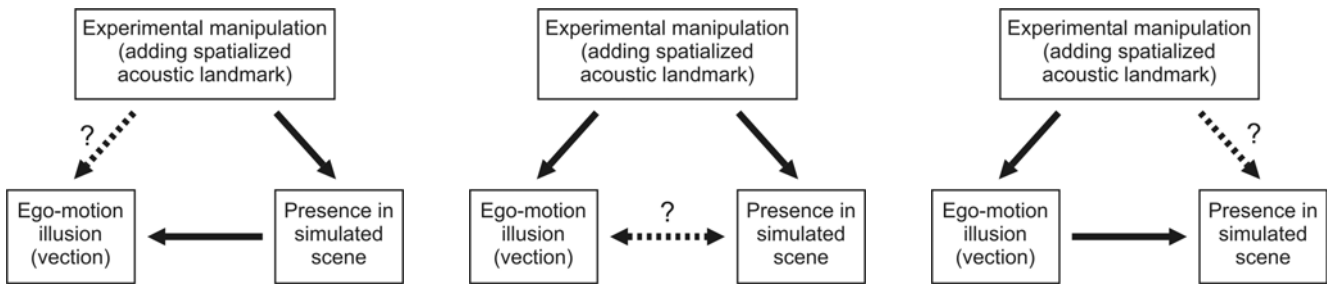 Experimental manipulation
(adding spatialized
acoustic landmark)
?
Ego-motion
illusion
(vection)
Presence in
simulated
scene
Experimental manipulation
(adding spatialized
acoustic landmark)
Ego-motion
illusion
(vection)
?
Presence in
simulated
scene
Experimental manipulation
(adding spatialized
acoustic landmark)
?
Ego-motion
illusion
(vection)
Presence in
simulated
scene